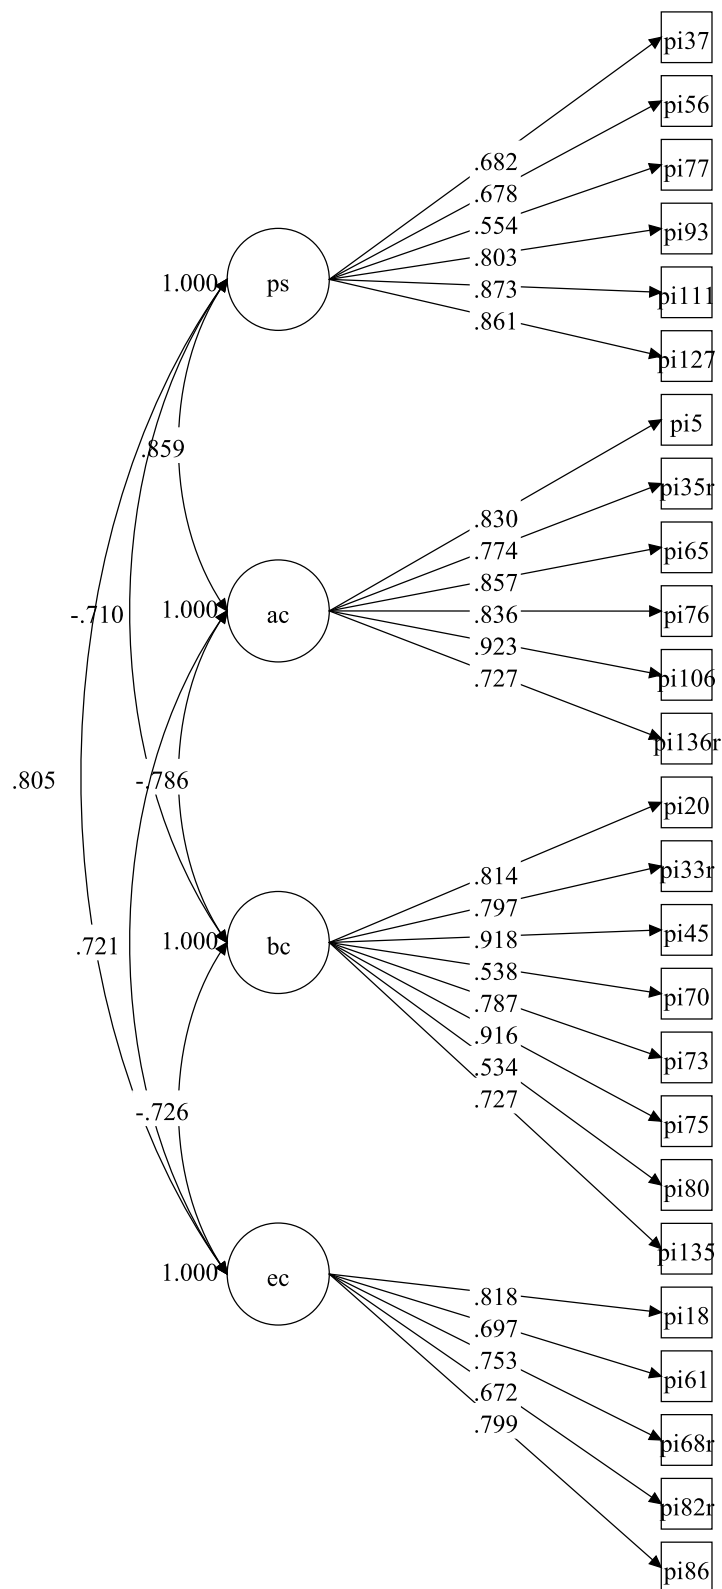 pi37
pi56
.682
pi77
.678
.554
pi93
.803
1.000
ps
.873
pi111
.861
pi127
pi5
.859
pi35r
.830
.774
pi65
.857
-.710
1.000
ac
.836
pi76
.923
pi106
.727
pi136r
.805
-.786
pi20
.814
pi33r
.797
.721
1.000
bc
.918
pi45
.538
pi70
.787
.916
pi73
.534
.727
-.726
pi75
pi80
pi135
1.000
ec
.818
pi18
.697
.753
pi61
.672
.799
pi68r
pi82r
pi86